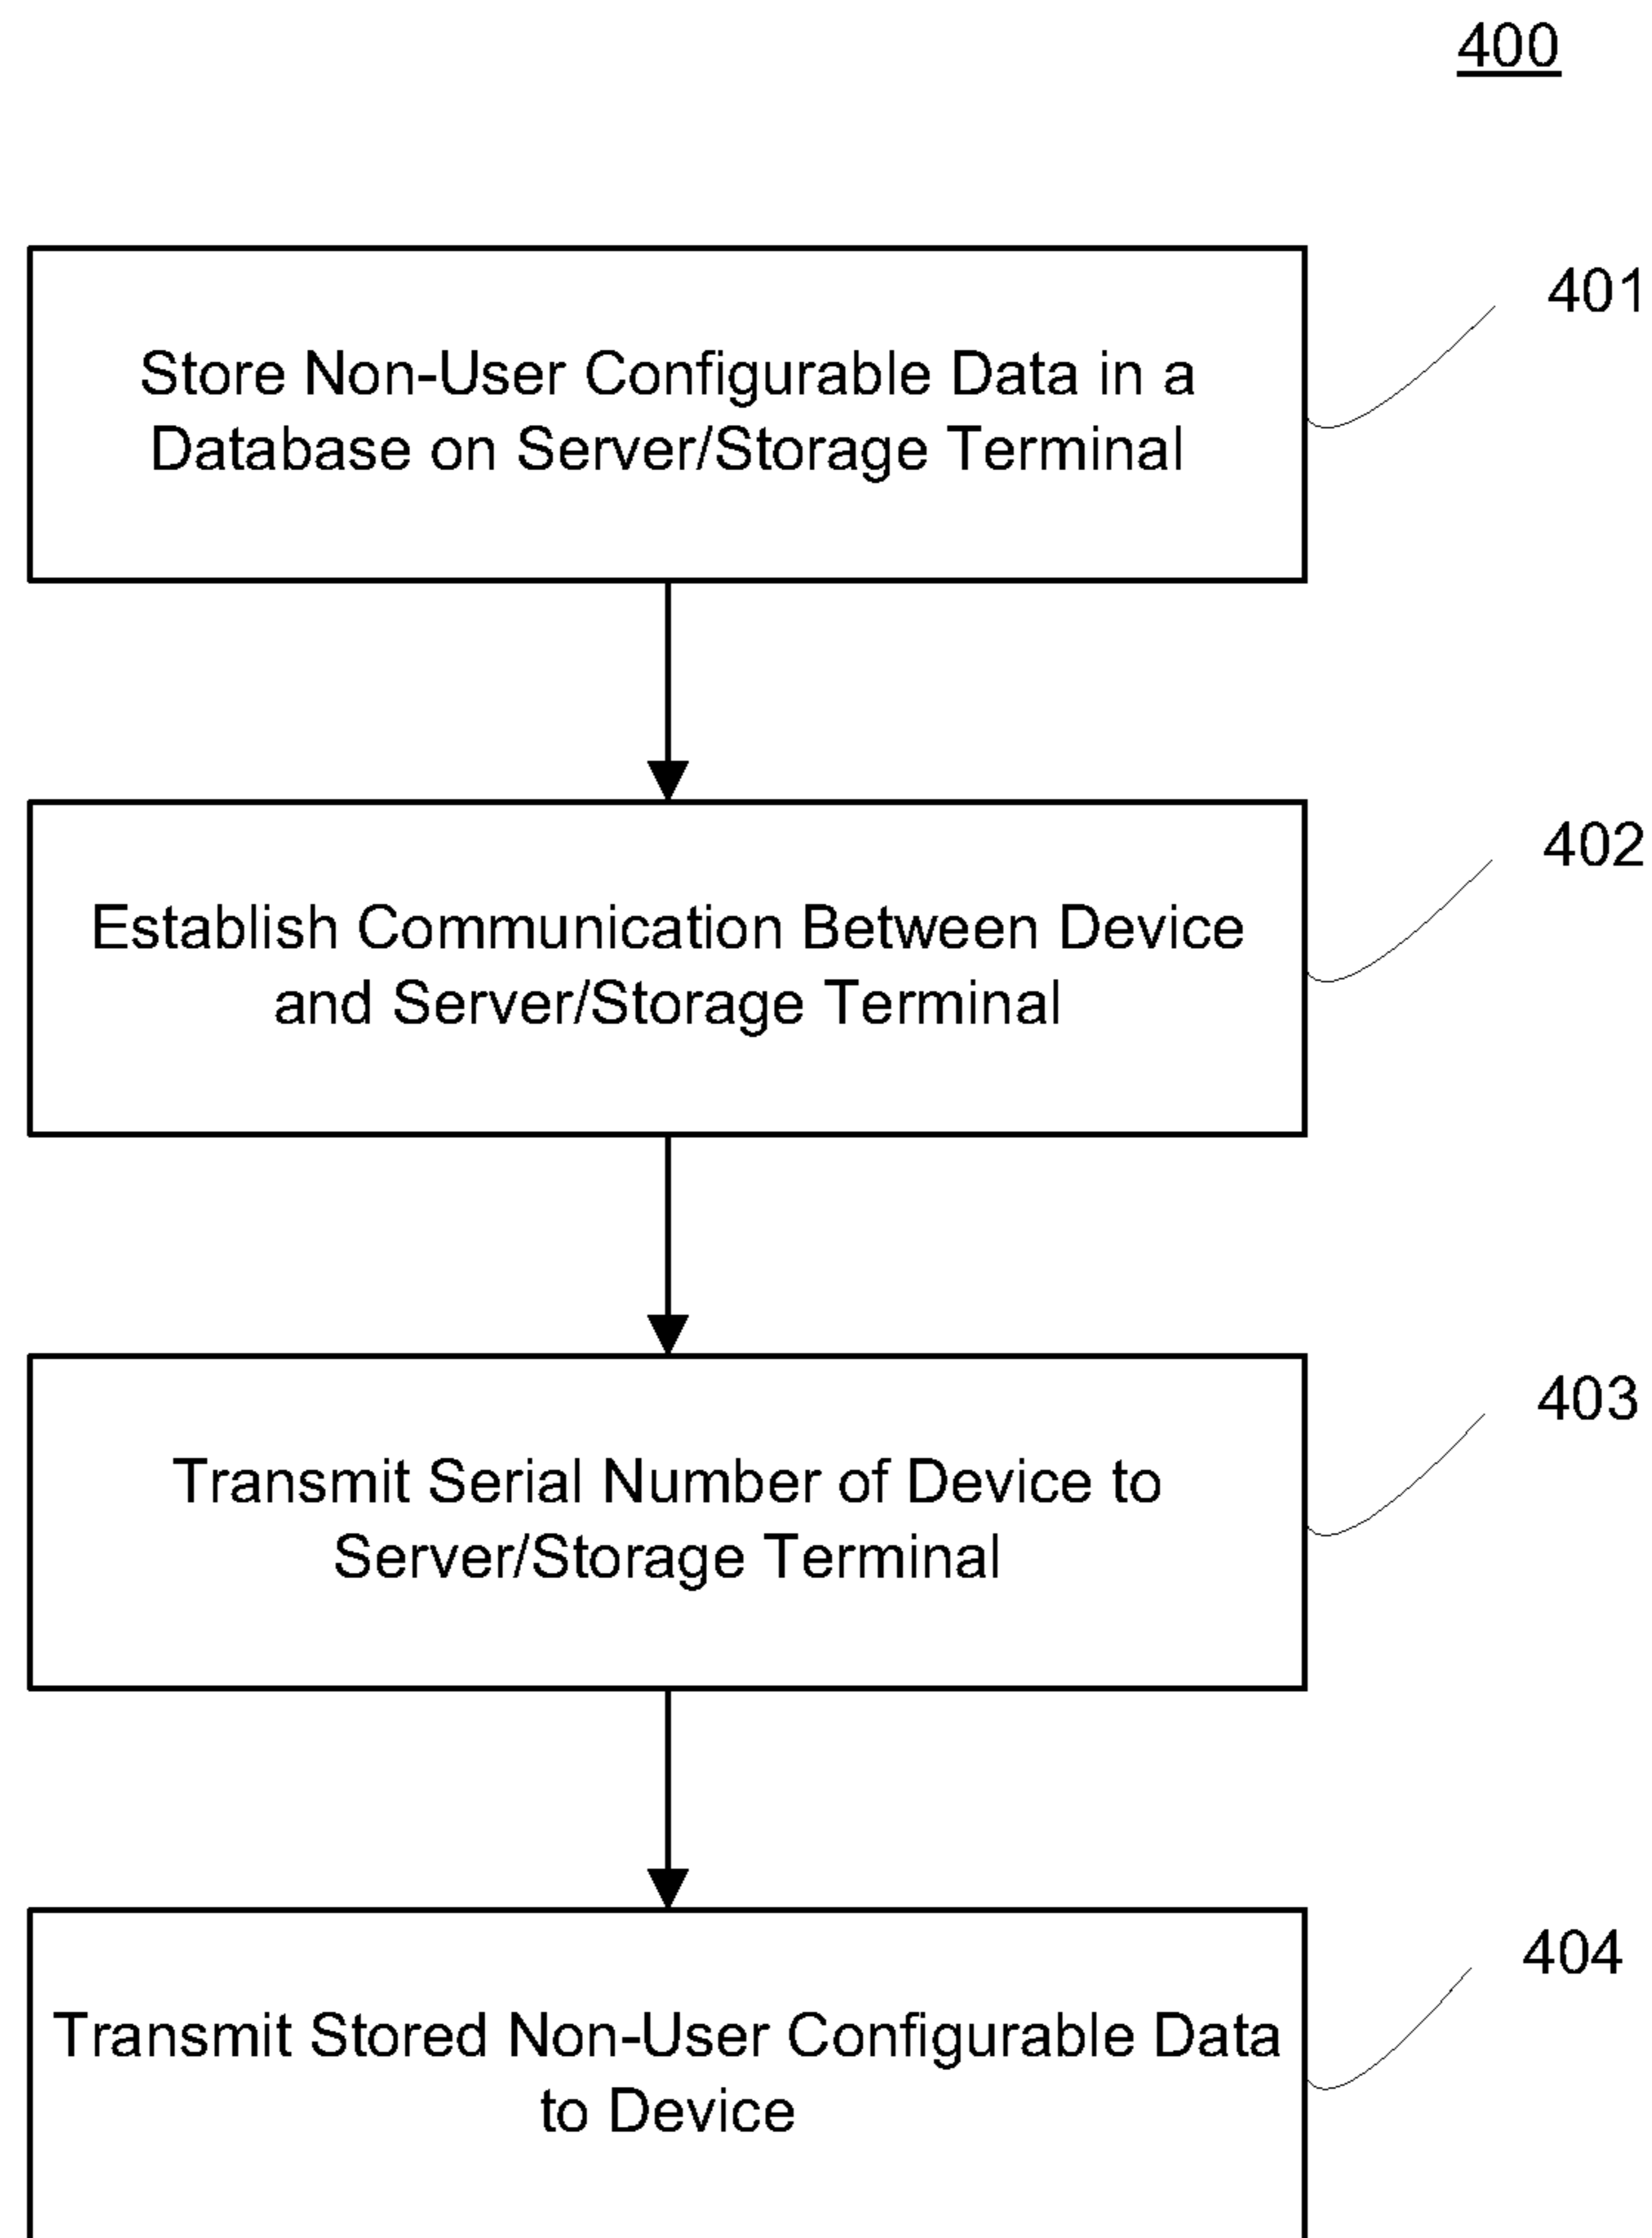 400
401
Store Non-User Configurable Data in a
Database on Server/Storage Terminal
402
Establish Communication Between Device
and Server/Storage Terminal
403
Transmit Serial Number of Device to
Server/Storage Terminal
404
Transmit Stored Non-User Configurable Data
to Device